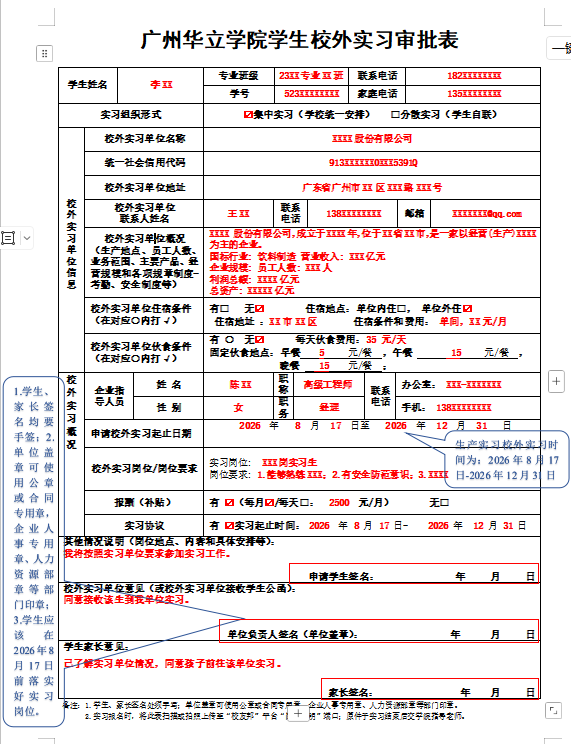 广州华立学院学生校外实习审批表
学生姓名 李XX 专业班级 23XX专业XX班 联系电话 182XXXXXXXX
学号 523XXXXXXXX 家庭电话 135XXXXXXXX
实习组织形式 ☑集中实习（学校统一安排） □分散实习（学生自联）
校外实习单位信息
校外实习单位名称 XXXX股份有限公司
统一社会信用代码 913XXXXXX0XXX5391Q
校外实习单位地址 广东省广州市XX区XXX路XXX号
校外实习单位联系人姓名 王XX 联系电话 138XXXXXXXX 邮箱 XXXXXXX@qq.com
校外实习单位概况
（生产地点、员工人数、
业务范围、主要产品、经
营规模和各项规章制度-
考勤、安全制度等）
XXXX 股份有限公司,成立于XXXX年,位于XX省XX市,是一家以经营(生产)XXXX
为主的企业。
国标行业：饮料制造 营业收入：XXX亿元
企业规模：员工人数：XXX人
利润总额：XXXX亿元
总资产：XXXXX亿元
校外实习单位住宿条件
（在对应〇内打√）
有□ 无☑ 住宿地点：单位内住□， 单位外住☑
住宿地址：XX市XX区 住宿条件和费用： 单间，XX元/月
校外实习单位伙食条件
（在对应〇内打√）
有 〇 无☑ 每天伙食费用：35元/天
固定伙食地点：早餐 5 元/餐 ，午餐 15 元/餐 ，
晚餐 15 元/餐 ；
校外实习概况
企业指导人员 姓 名 陈XX 职称 高级工程师 联系电话 办公室： XXX-XXXXXXX
性 别 女 职务 经理 手机：138XXXXXXXX
申请校外实习起止日期 2026 年 8 月 17 日至 2026 年 12 月 31 日
校外实习岗位/岗位要求
实习岗位： XXX岗实习生
岗位要求：1.能够熟练XXX；2.有安全防范意识；3.XXXX
报酬（补贴） 有☑（每月☑/每天□： 2500 元/月） 无□
实习协议 有 ☑实习起止时间：2026 年 8 月 17 日- 2026 年 12 月 31 日
其他情况说明（岗位地点、内容和具体安排等）：
我将按照实习单位要求参加实习工作。
申请学生签名： 年 月 日
校外实习单位意见（或校外实习单位接收学生公函）：
同意接收该生到我单位实习。
单位负责人签名（单位盖章）： 年 月 日
学生家长意见：
已了解实习单位情况，同意孩子前往该单位实习。
家长签名： 年 月 日
备注：1.学生、家长签名处须手写；单位盖章可使用公章或合同专用章、企业人事专用章、人力资源部章等部门印章。
2.实习报名时，将此表扫描或拍照上传至“校友邦”平台
端口；原件于实习结束后交学院指导老师。
1.学生、
家长签
名均要
手签；2.
单位盖
章可使
用公章
或合同
专用章，
企业人
事专用
章、人力
资源部
章等部
门印章；
3.学生应
该在
2026年8
月17日
前落实
好实习
岗位。
生产实习校外实习时
间为：2026年8月17
日-2026年12月31日